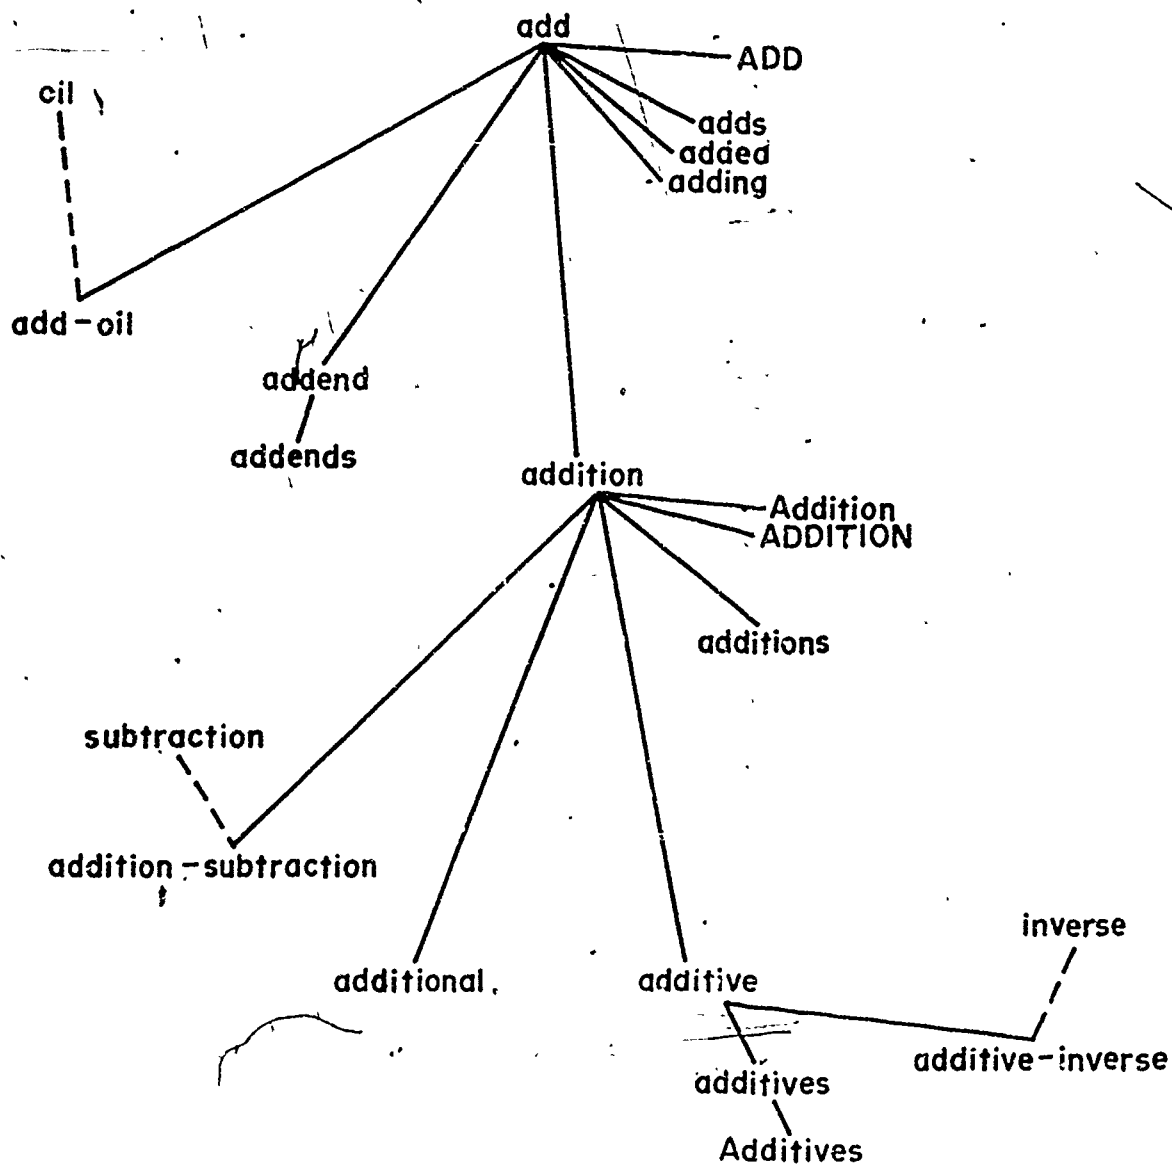 add
ADD
oil
adds
added
adding
add-oil
addend
addends
addition
Addition
ADDITION
additions
subtraction
addition-subtraction
inverse
additional
additive
additive-inverse
additives
Additives